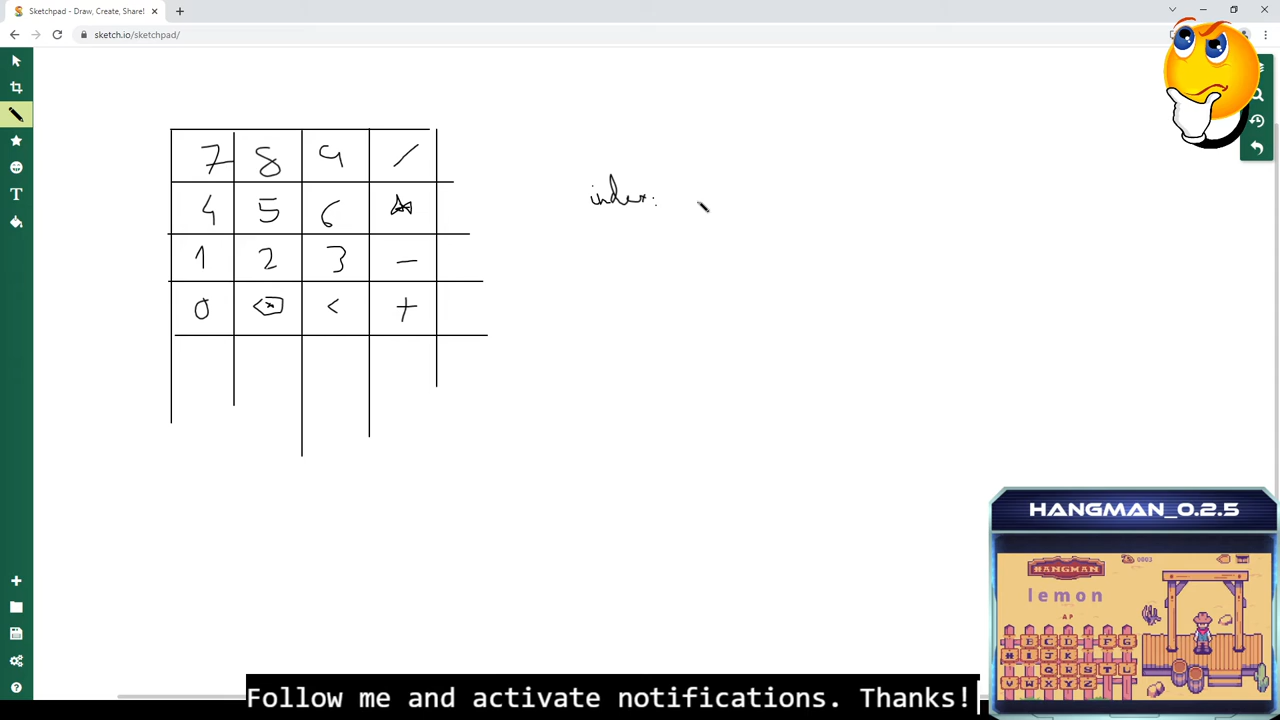 Sketchpad - Draw, Create, Share!
sketch.io/sketchpad/
7 8 9 /
4 5 6 *
1 2 3 -
0 < +
index:
HANGMAN_0.2.5
HANGMAN
0003
lemon
A P
B C D F G
H I J K
Q R S T U
V W X Y Z
Follow me and activate notifications. Thanks!